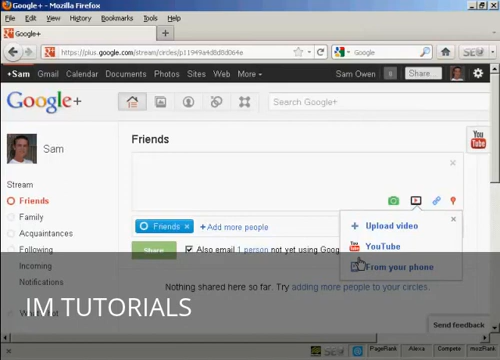 Google+ - Mozilla Firefox
File Edit View History Bookmarks Tools Help
Google+
https://plus.google.com/stream/circles/p11949a4d8d8d064e
Google
+Sam Gmail Calendar Documents Photos Sites Web More
Sam Owen 8 Share
Google+
Search Google+
You Tube
Sam
Friends
Stream
Friends
Family
Acquaintances
Following
Incoming
Notifications
Friends + Add more people
Share
Also email 1 person not yet using Goog
Upload video
YouTube
From your phone
Nothing shared here so far. Try adding more people to your circles.
IM TUTORIALS
Send feedback
PageRank Alexa Compete mozRank